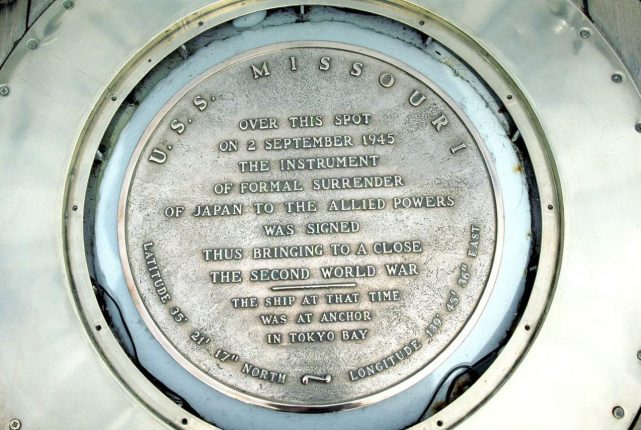 U.S.S. MISSOURI
OVER THIS SPOT
ON 2 SEPTEMBER 1945
THE INSTRUMENT
OF FORMAL SURRENDER
OF JAPAN TO THE ALLIED POWERS
WAS SIGNED
THUS BRINGING TO A CLOSE
THE SECOND WORLD WAR
THE SHIP AT THAT TIME
WAS AT ANCHOR
IN TOKYO BAY
LATITUDE 35° 21' 17" NORTH
LONGITUDE 139° 45' 36" EAST